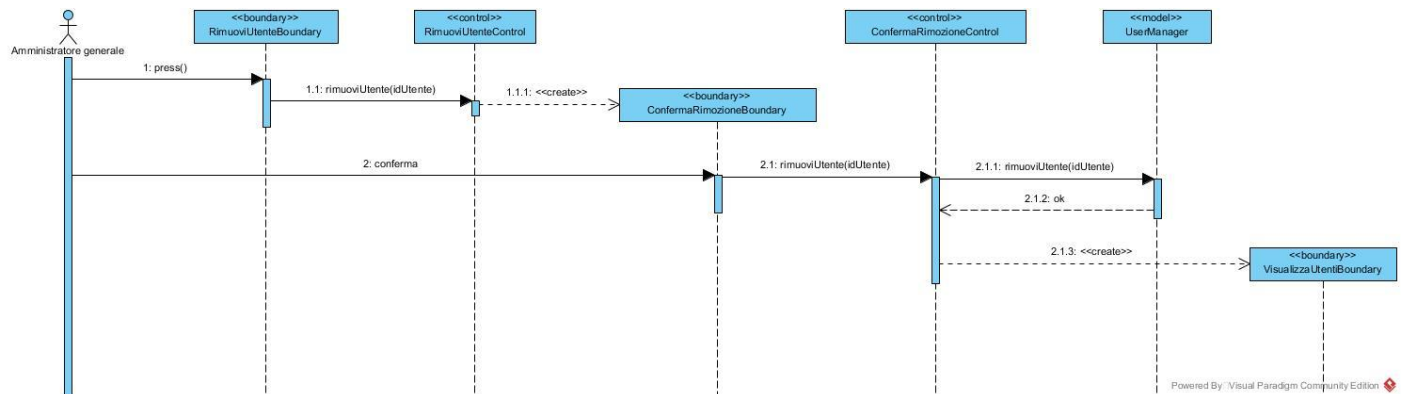 <<boundary>>
RimuoviUtenteBoundary
<<control>>
RimuoviUtenteControl
<<control>>
ConfermaRimozioneControl
<<model>>
UserManager
Amministratore generale
1: press()
1.1: rimuoviUtente(idUtente)
1.1.1: <<create>>
<<boundary>>
ConfermaRimozioneBoundary
2: conferma
2.1: rimuoviUtente(idUtente)
2.1.1: rimuoviUtente(idUtente)
2.1.2: ok
2.1.3: <<create>>
<<boundary>>
VisualizzaUtentiBoundary
Powered By Visual Paradigm Community Edition